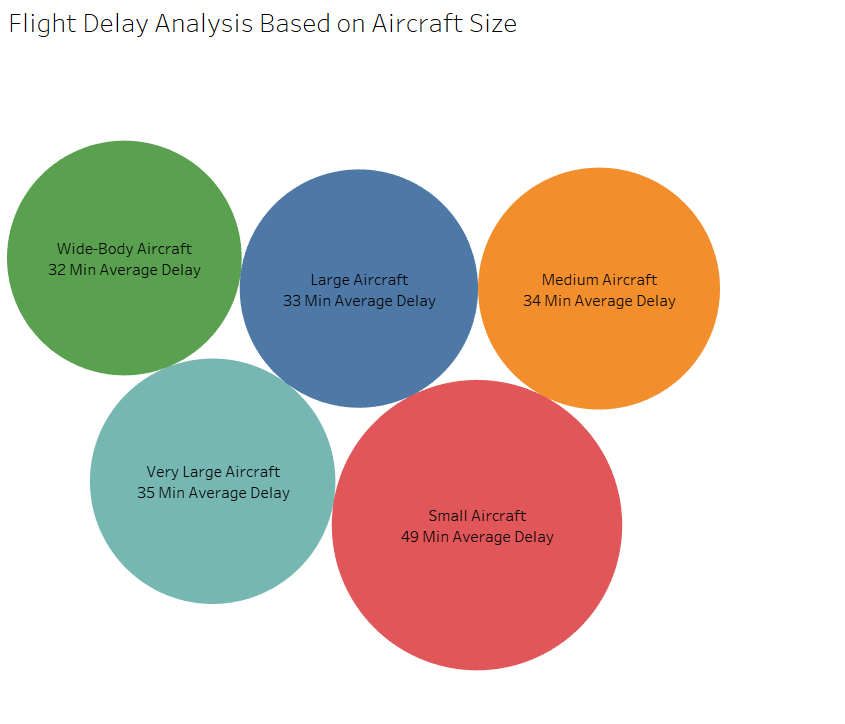 Flight Delay Analysis Based on Aircraft Size
Wide-Body Aircraft
32 Min Average Delay
Large Aircraft
33 Min Average Delay
Medium Aircraft
34 Min Average Delay
Very Large Aircraft
35 Min Average Delay
Small Aircraft
49 Min Average Delay